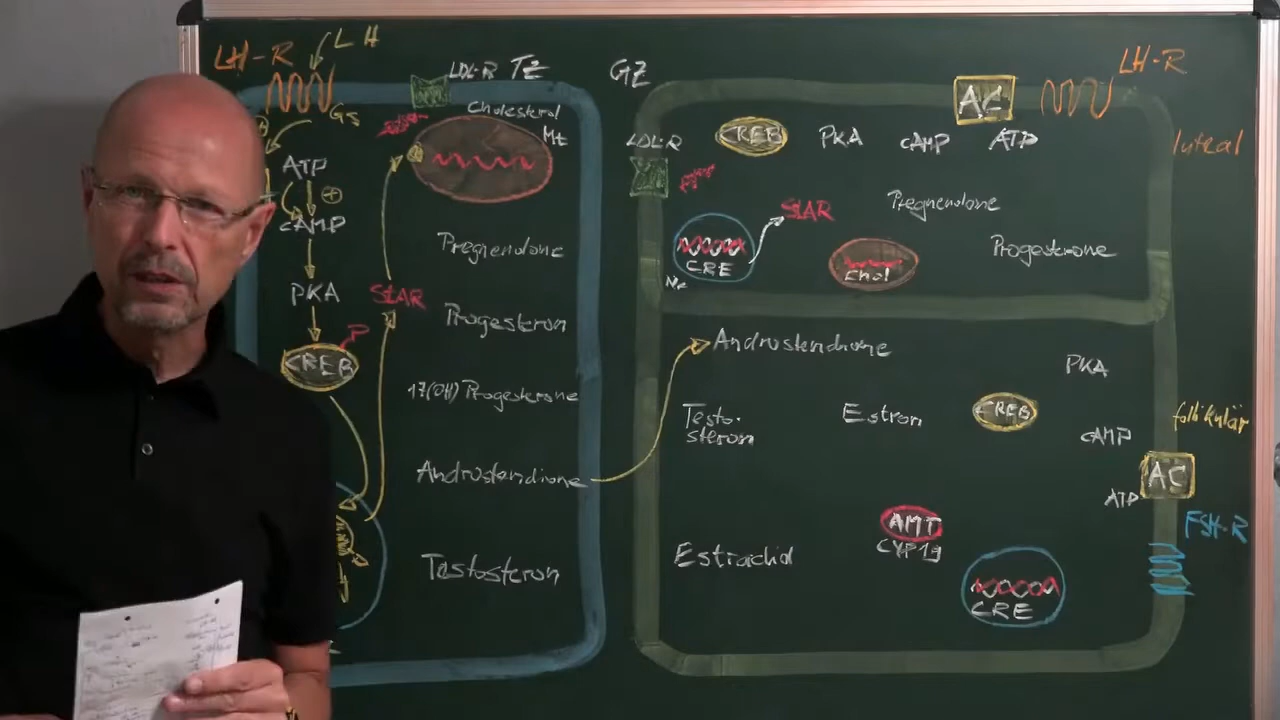 LH-R
LH
Gs
ATP
+
cAMP
PKA
P
CREB
StAR
LDL-R
TZ
Cholesterol
Mt
Pregnenolone
Progesteron
17(OH) Progesterone
Androstendione
Testosteron
GZ
LDL-R
CREB
PKA
cAMP
ATP
AC
LH-R
luteal
StAR
CRE
Nc
Chol
Pregnenolone
Progestrone
Androstendione
Testo-
steron
Estron
CREB
PKA
cAMP
follikulär
AC
ATP
FSH-R
AMT
CYP19
Estradiol
CRE